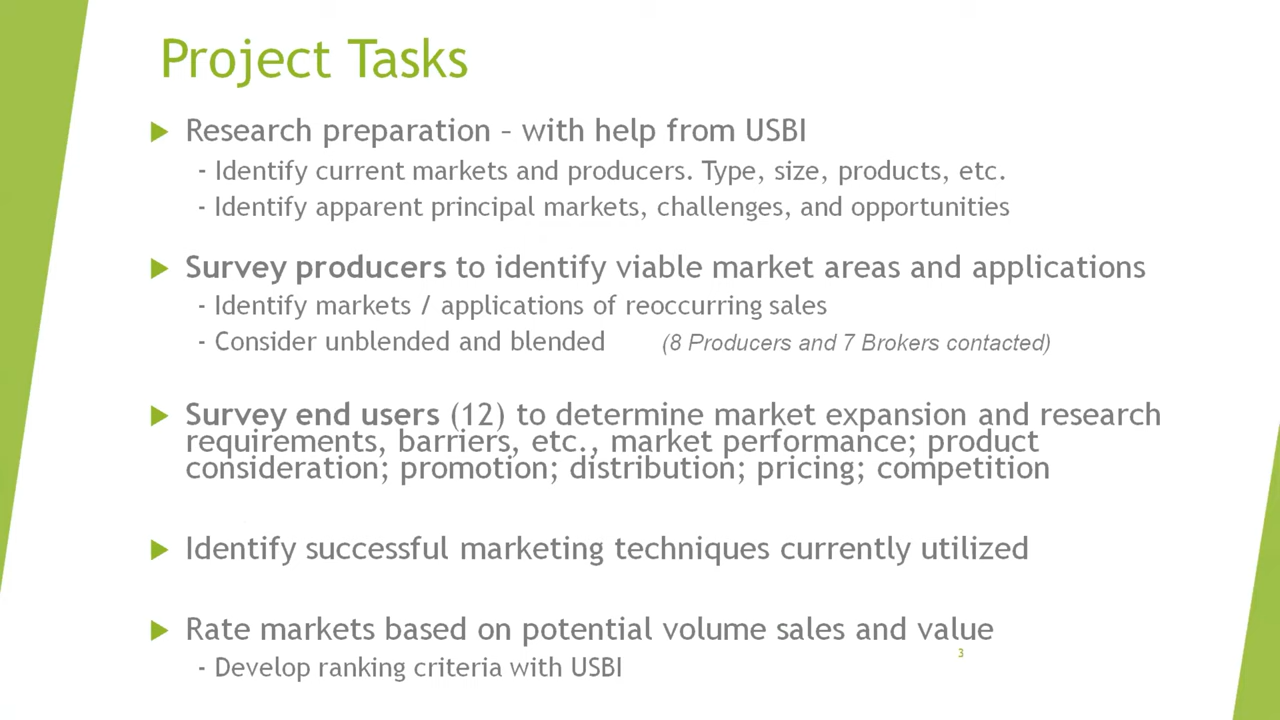 Project Tasks
Research preparation – with help from USBI
- Identify current markets and producers. Type, size, products, etc.
- Identify apparent principal markets, challenges, and opportunities
Survey producers to identify viable market areas and applications
- Identify markets / applications of reoccurring sales
- Consider unblended and blended (8 Producers and 7 Brokers contacted)
Survey end users (12) to determine market expansion and research
requirements, barriers, etc., market performance; product
consideration; promotion; distribution; pricing; competition
Identify successful marketing techniques currently utilized
Rate markets based on potential volume sales and value
3
- Develop ranking criteria with USBI